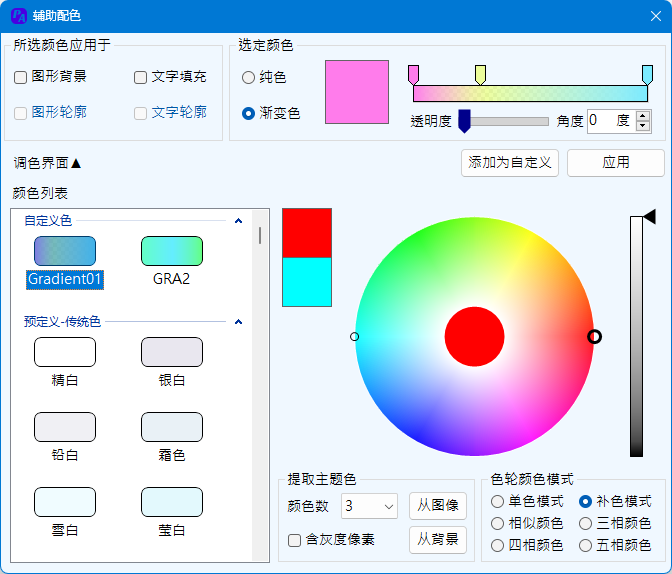 辅助配色
所选颜色应用于
图形背景
文字填充
图形轮廓
文字轮廓
选定颜色
纯色
渐变色
透明度
角度
0 度
调色界面▲
添加为自定义
应用
颜色列表
自定义色
Gradient01
GRA2
预定义-传统色
精白
银白
铅白
霜色
雪白
莹白
提取主题色
颜色数
3
从图像
含灰度像素
从背景
色轮颜色模式
单色模式
补色模式
相似颜色
三相颜色
四相颜色
五相颜色